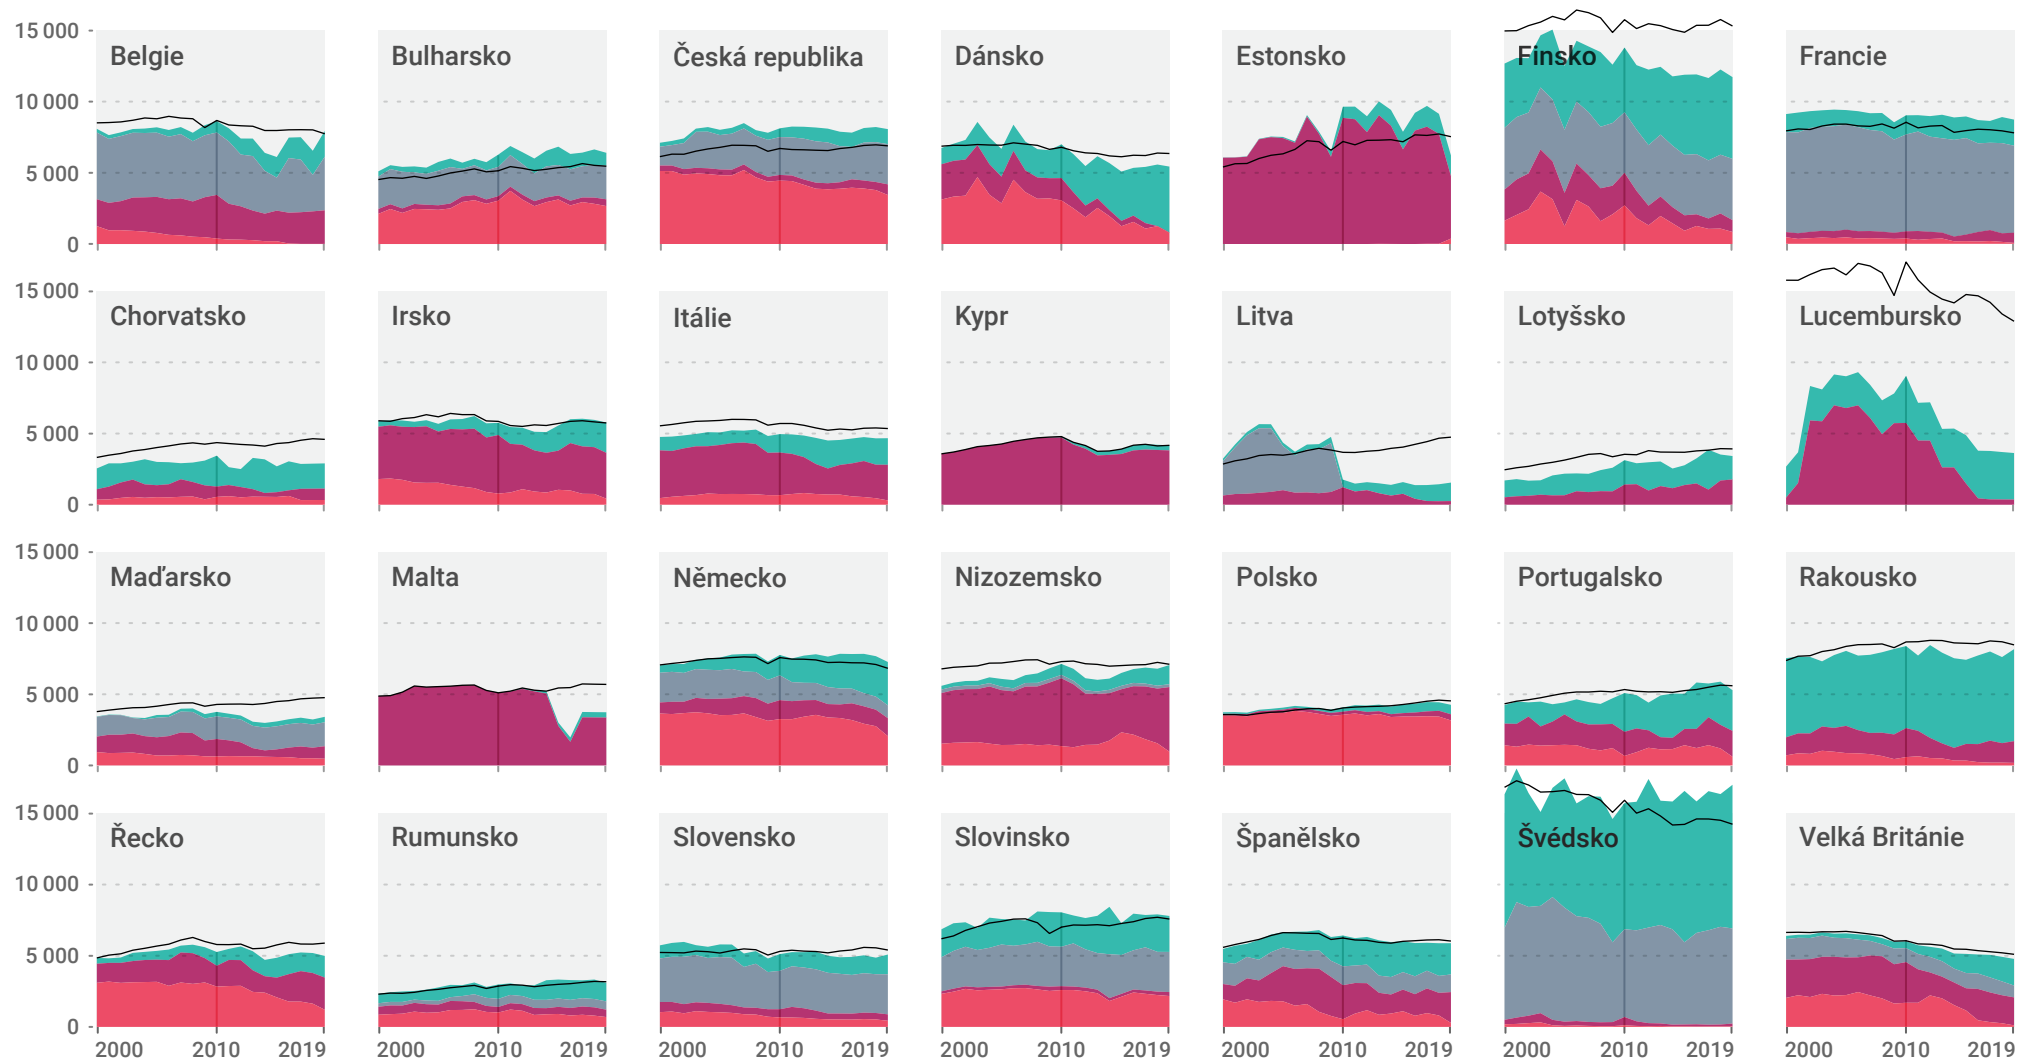 15 000
10 000
5 000
0
Belgie
Bulharsko
Česká republika
Dánsko
Estonsko
Finsko
Francie
15 000
10 000
5 000
0
Chorvatsko
Irsko
Itálie
Kypr
Litva
Lotyšsko
Lucembursko
15 000
10 000
5 000
0
Maďarsko
Malta
Německo
Nizozemsko
Polsko
Portugalsko
Rakousko
15 000
10 000
5 000
0
Řecko
Rumunsko
Slovensko
Slovinsko
Španělsko
Švédsko
Velká Británie
2000 2010 2019
2000 2010 2019
2000 2010 2019
2000 2010 2019
2000 2010 2019
2000 2010 2019
2000 2010 2019